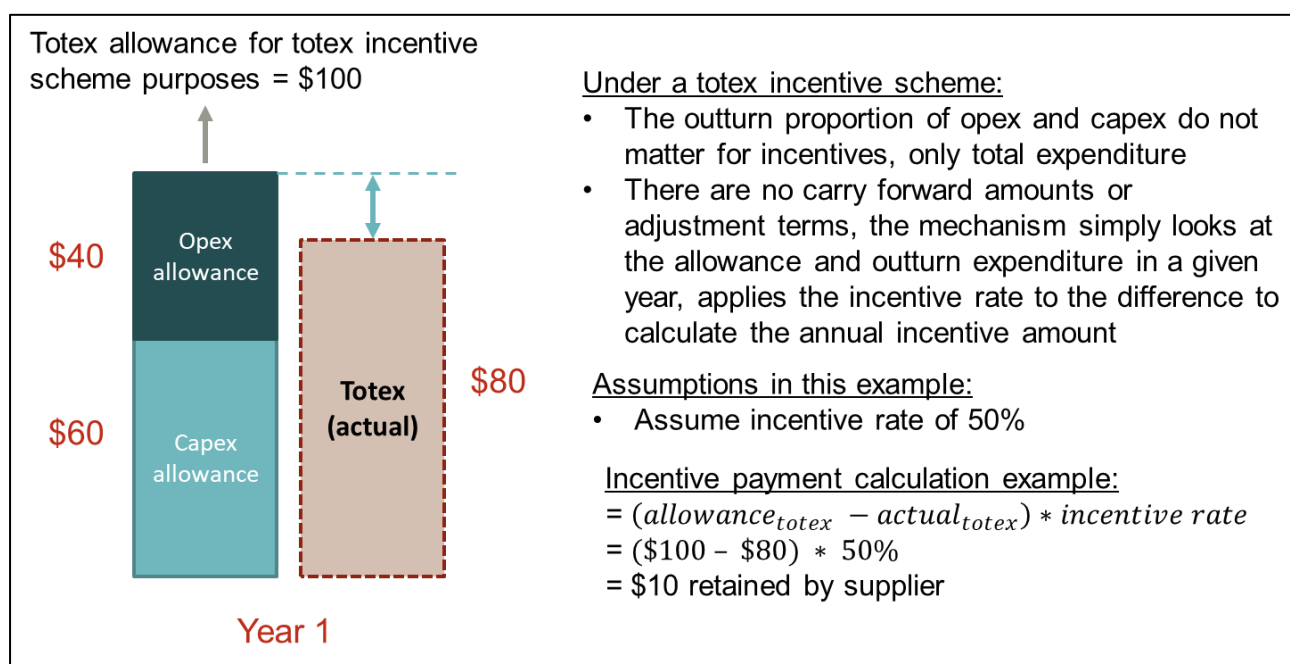 Totex allowance for totex incentive
scheme purposes = $100
$40
Opex
allowance
$60
Capex
allowance
Totex
(actual)
$80
Year 1
Under a totex incentive scheme:
• The outturn proportion of opex and capex do not
matter for incentives, only total expenditure
• There are no carry forward amounts or
adjustment terms, the mechanism simply looks at
the allowance and outturn expenditure in a given
year, applies the incentive rate to the difference to
calculate the annual incentive amount
Assumptions in this example:
• Assume incentive rate of 50%
Incentive payment calculation example:
= (allowance_totex − actual_totex) ∗ incentive rate
= ($100 – $80) ∗ 50%
= $10 retained by supplier